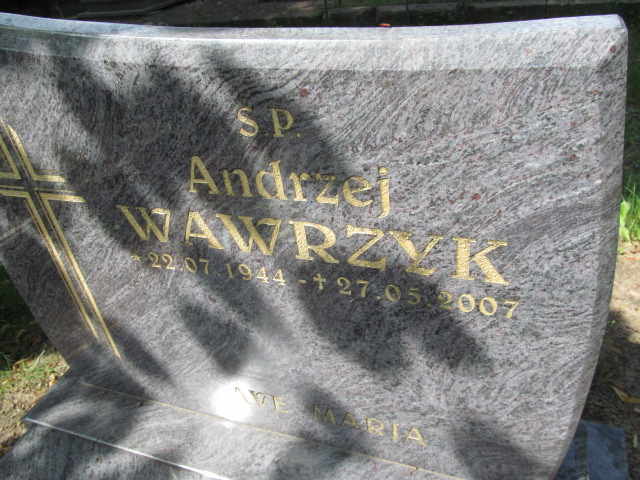 Ś.P.
Andrzej
WAWRZYK
* 22.07.1944 - † 27.05.2007
AVE MARIA